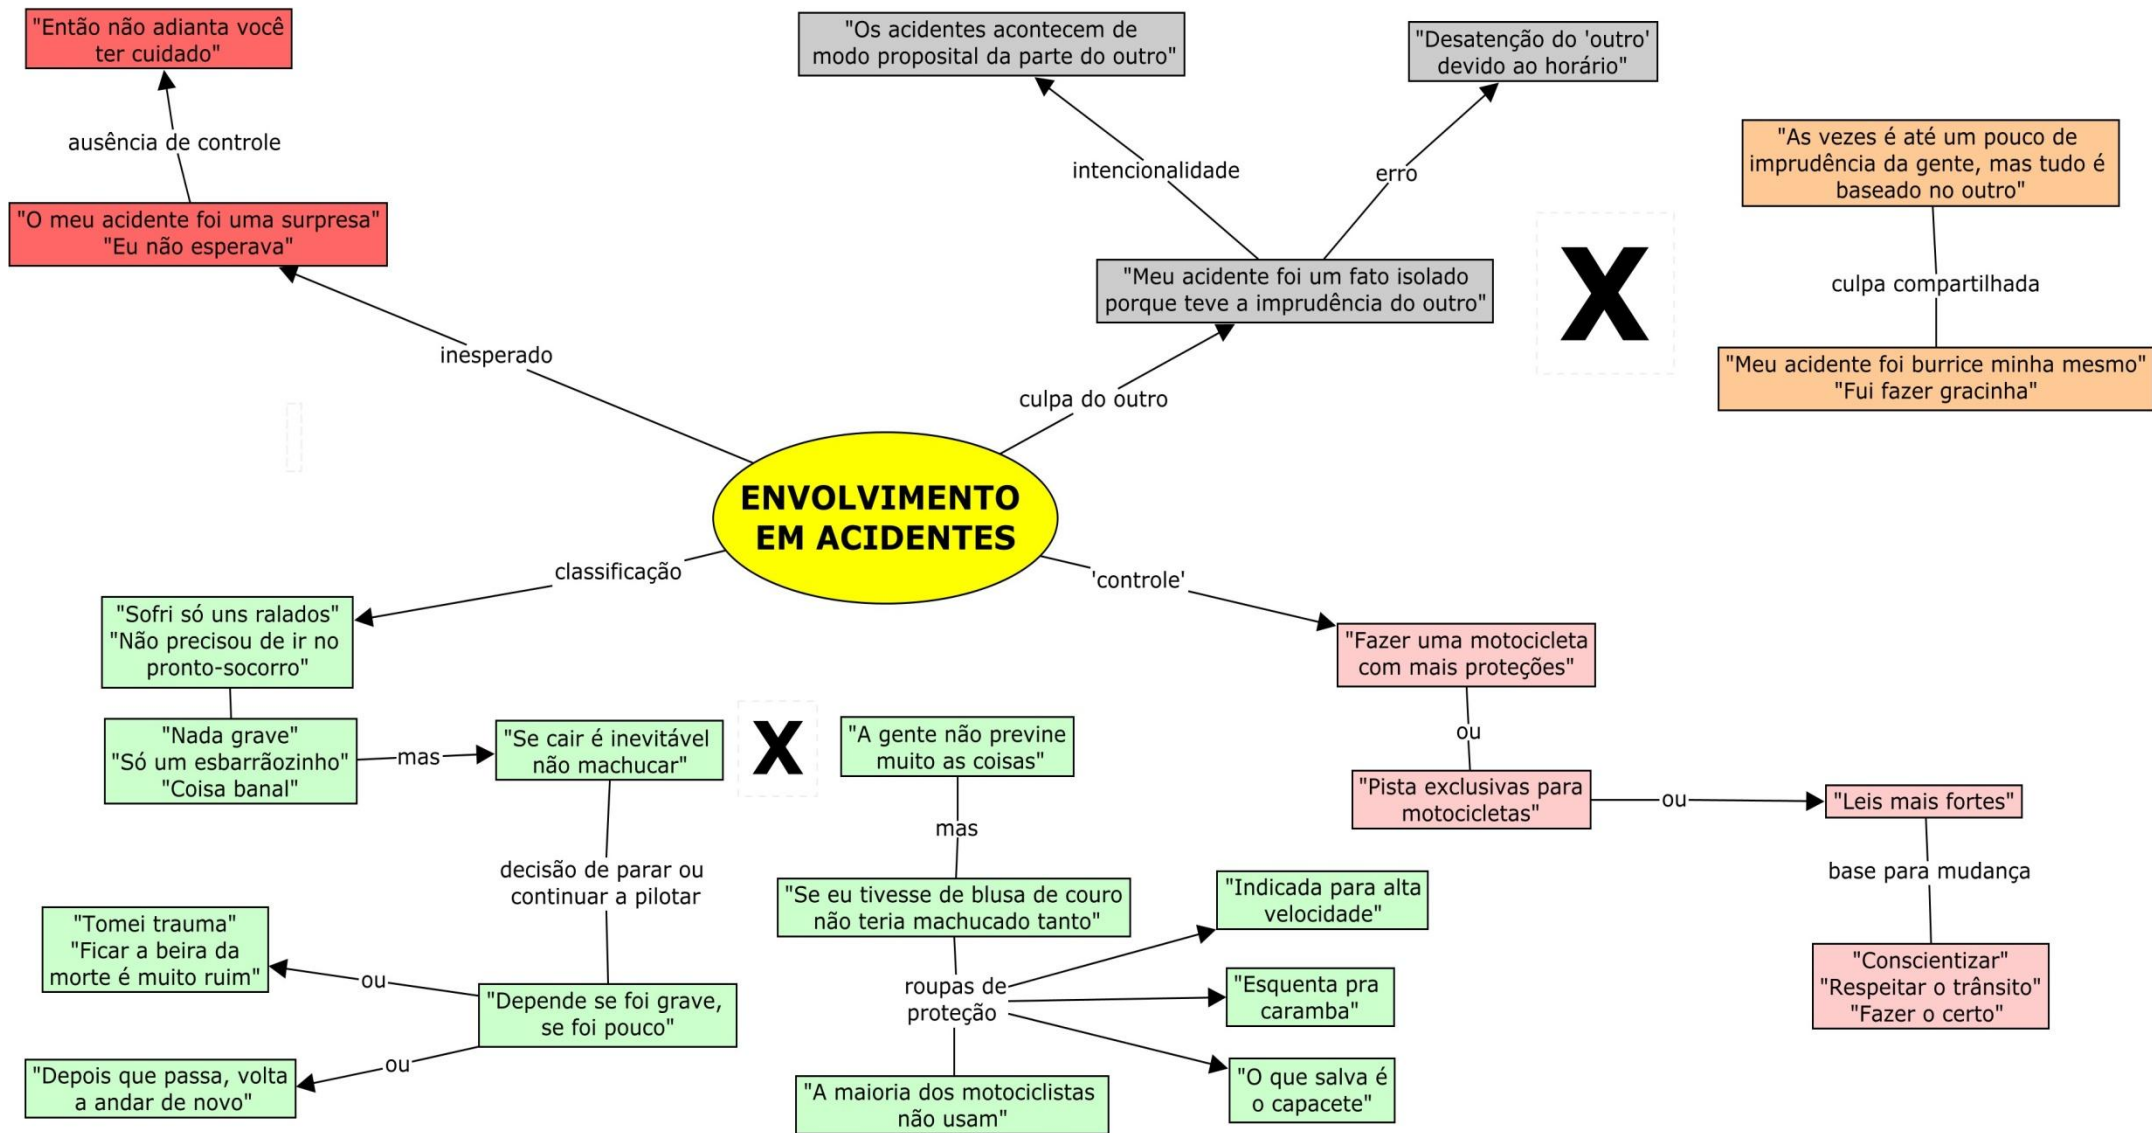 "Então não adianta você
ter cuidado"
ausência de controle
"O meu acidente foi uma surpresa"
"Eu não esperava"
inesperado
"Os acidentes acontecem de
modo proposital da parte do outro"
"Desatenção do 'outro'
devido ao horário"
intencionalidade
erro
"Meu acidente foi um fato isolado
porque teve a imprudência do outro"
culpa do outro
X
"As vezes é até um pouco de
imprudência da gente, mas tudo é
baseado no outro"
culpa compartilhada
"Meu acidente foi burrice minha mesmo"
"Fui fazer gracinha"
ENVOLVIMENTO
EM ACIDENTES
classificação
"Sofri só uns ralados"
"Não precisou de ir no
pronto-socorro"
"Nada grave"
"Só um esbarrãozinho"
"Coisa banal"
mas
"Se cair é inevitável
não machucar"
decisão de parar ou
continuar a pilotar
"Depende se foi grave,
se foi pouco"
ou
"Tomei trauma"
"Ficar a beira da
morte é muito ruim"
ou
"Depois que passa, volta
a andar de novo"
X
"A gente não previne
muito as coisas"
mas
"Se eu tivesse de blusa de couro
não teria machucado tanto"
roupas de
proteção
"Indicada para alta
velocidade"
"Esquenta pra
caramba"
"O que salva é
o capacete"
"A maioria dos motociclistas
não usam"
'controle'
"Fazer uma motocicleta
com mais proteções"
ou
"Pista exclusivas para
motocicletas"
ou
"Leis mais fortes"
base para mudança
"Conscientizar"
"Respeitar o trânsito"
"Fazer o certo"